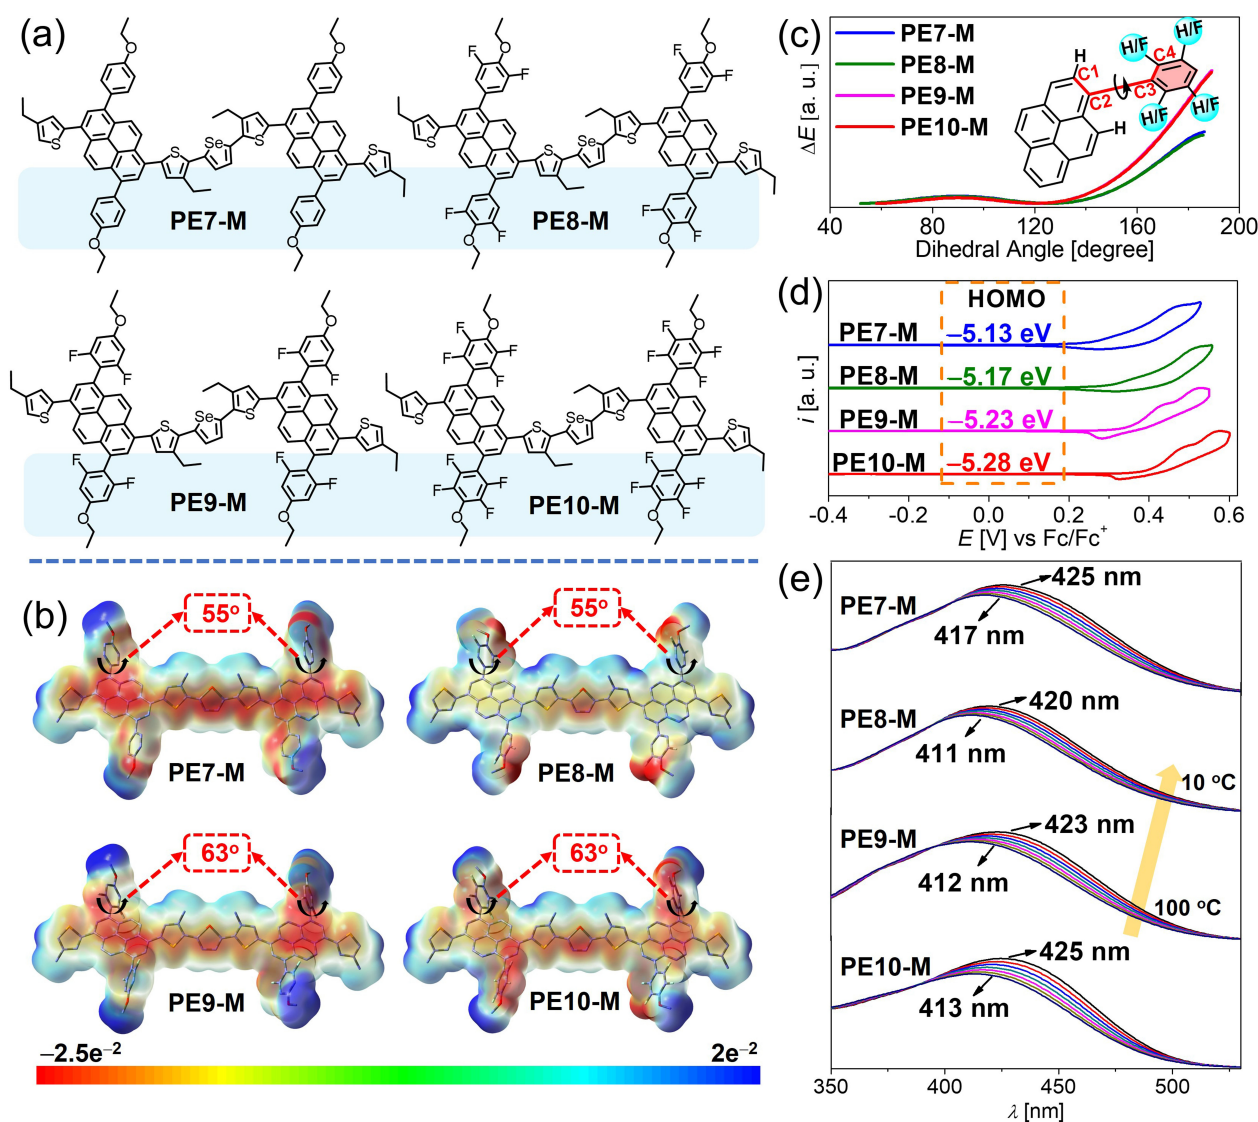 (a)
PE7-M
PE8-M
PE9-M
PE10-M
(b)
55°
55°
PE7-M
PE8-M
63°
63°
PE9-M
PE10-M
−2.5e⁻²
2e⁻²
(c)
PE7-M
PE8-M
PE9-M
PE10-M
ΔE [a. u.]
H
C1
C2
C3
C4
H/F
H/F
H/F
H/F
H
40
80
120
160
200
Dihedral Angle [degree]
(d)
HOMO
PE7-M
−5.13 eV
PE8-M
−5.17 eV
PE9-M
−5.23 eV
PE10-M
−5.28 eV
i [a. u.]
-0.4
-0.2
0.0
0.2
0.4
0.6
E [V] vs Fc/Fc⁺
(e)
PE7-M
425 nm
417 nm
PE8-M
420 nm
411 nm
10 °C
PE9-M
423 nm
412 nm
100 °C
PE10-M
425 nm
413 nm
350
400
450
500
λ [nm]